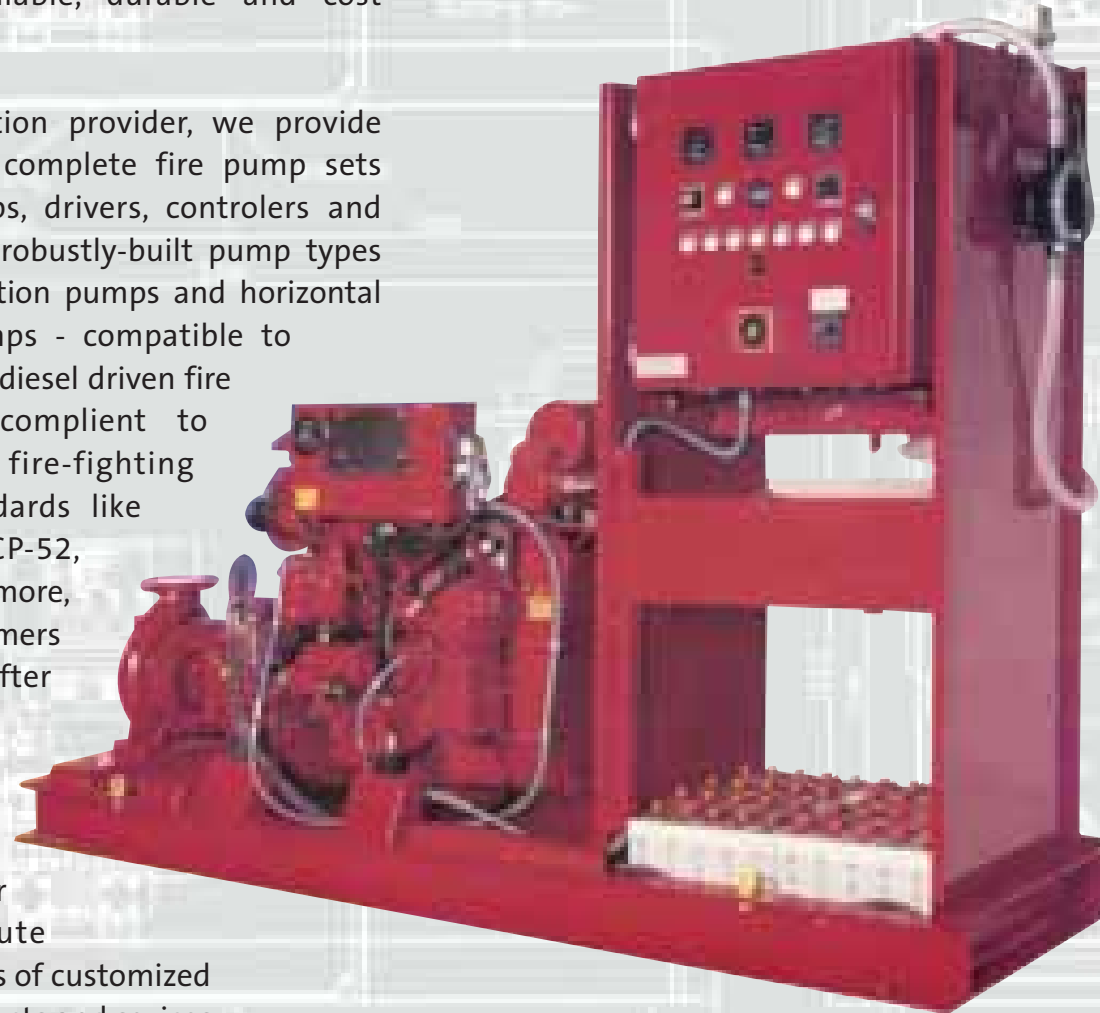 durable and cost
tion provider, we provide
complete fire pump sets
os, drivers, controlers and
robustly-built pump types
tion pumps and horizontal
nps - compatible to
diesel driven fire
complient to
fire-fighting
dards like
CP-52,
more,
mers
fter
r
ute
s of customized